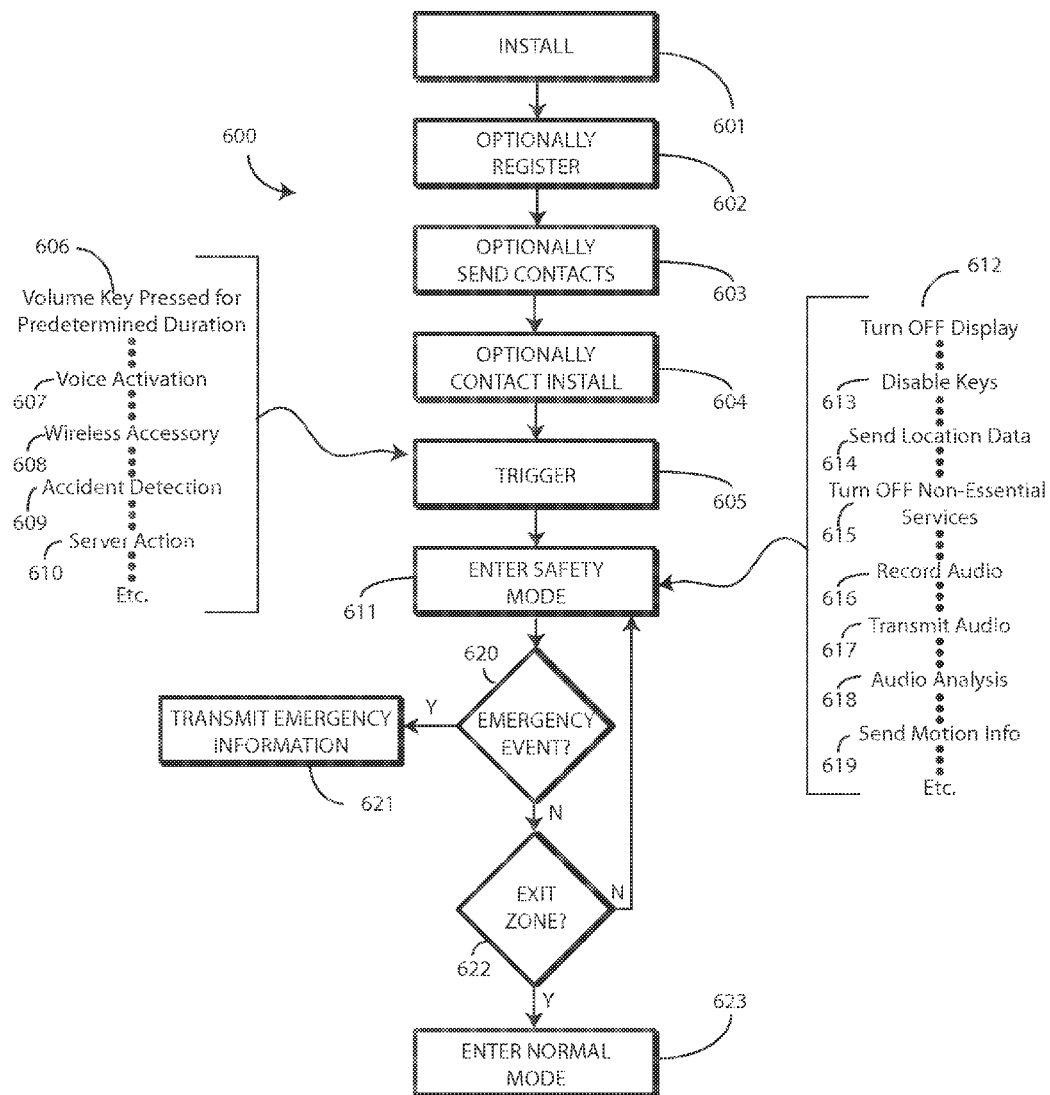 INSTALL
601
600
OPTIONALLY
REGISTER
602
OPTIONALLY
SEND CONTACTS
603
OPTIONALLY
CONTACT INSTALL
604
TRIGGER
605
606
Volume Key Pressed for
Predetermined Duration
Voice Activation
607
Wireless Accessory
608
Accident Detection
609
Server Action
610
Etc.
ENTER SAFETY
MODE
611
612
Turn OFF Display
Disable Keys
613
Send Location Data
614
Turn OFF Non-Essential
Services
615
Record Audio
616
Transmit Audio
617
Audio Analysis
618
Send Motion Info
619
Etc.
620
EMERGENCY
EVENT?
Y
TRANSMIT EMERGENCY
INFORMATION
621
N
EXIT
ZONE?
N
622
Y
623
ENTER NORMAL
MODE